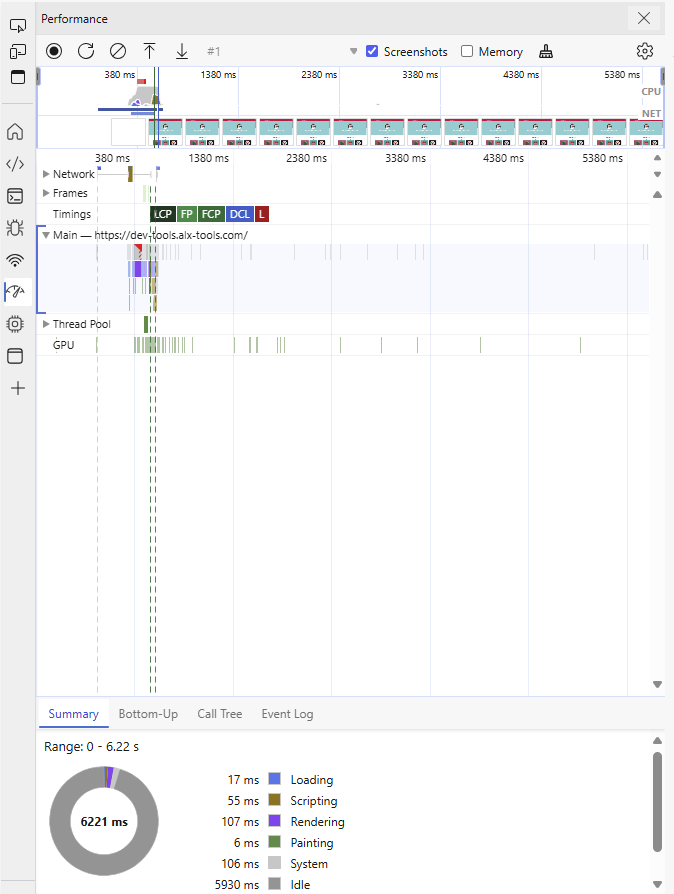 Performance
#1 Screenshots Memory
380 ms 1380 ms 2380 ms 3380 ms 4380 ms 5380 ms
CPU
NET
380 ms 1380 ms 2380 ms 3380 ms 4380 ms 5380 ms
Network
Frames
Timings LCP FP FCP DCL L
Main — https://dev-tools.alx-tools.com/
Thread Pool
GPU
Summary Bottom-Up Call Tree Event Log
Range: 0 - 6.22 s
6221 ms
17 ms Loading
55 ms Scripting
107 ms Rendering
6 ms Painting
106 ms System
5930 ms Idle